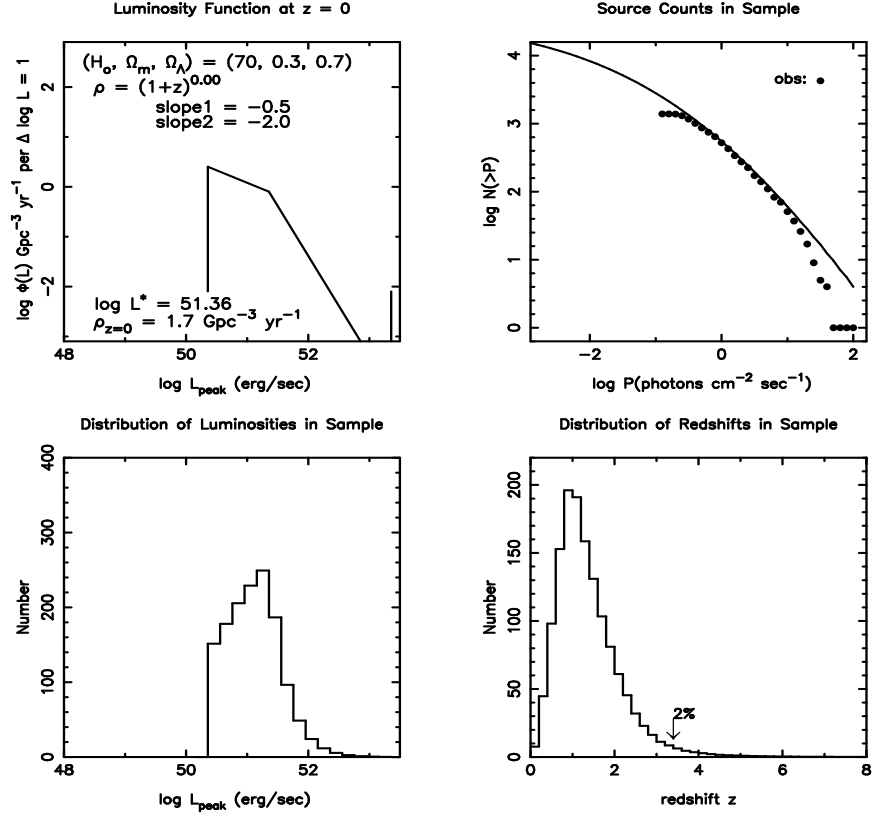 Luminosity Function at z = 0
(Hₒ, Ωₘ, Ω_Λ) = (70, 0.3, 0.7)
ρ = (1+z)^0.00
slope1 = −0.5
slope2 = −2.0
log L* = 51.36
ρ_z=0 = 1.7 Gpc⁻³ yr⁻¹
log φ(L) Gpc⁻³ yr⁻¹ per Δ log L = 1
2
0
−2
48 50 52
log L_peak (erg/sec)
Source Counts in Sample
obs:
log N(>P)
4
3
2
1
0
−2 0 2
log P(photons cm⁻² sec⁻¹)
Distribution of Luminosities in Sample
Number
400
300
200
100
0
48 50 52
log L_peak (erg/sec)
Distribution of Redshifts in Sample
Number
200
150
100
50
0
2%
0 2 4 6 8
redshift z